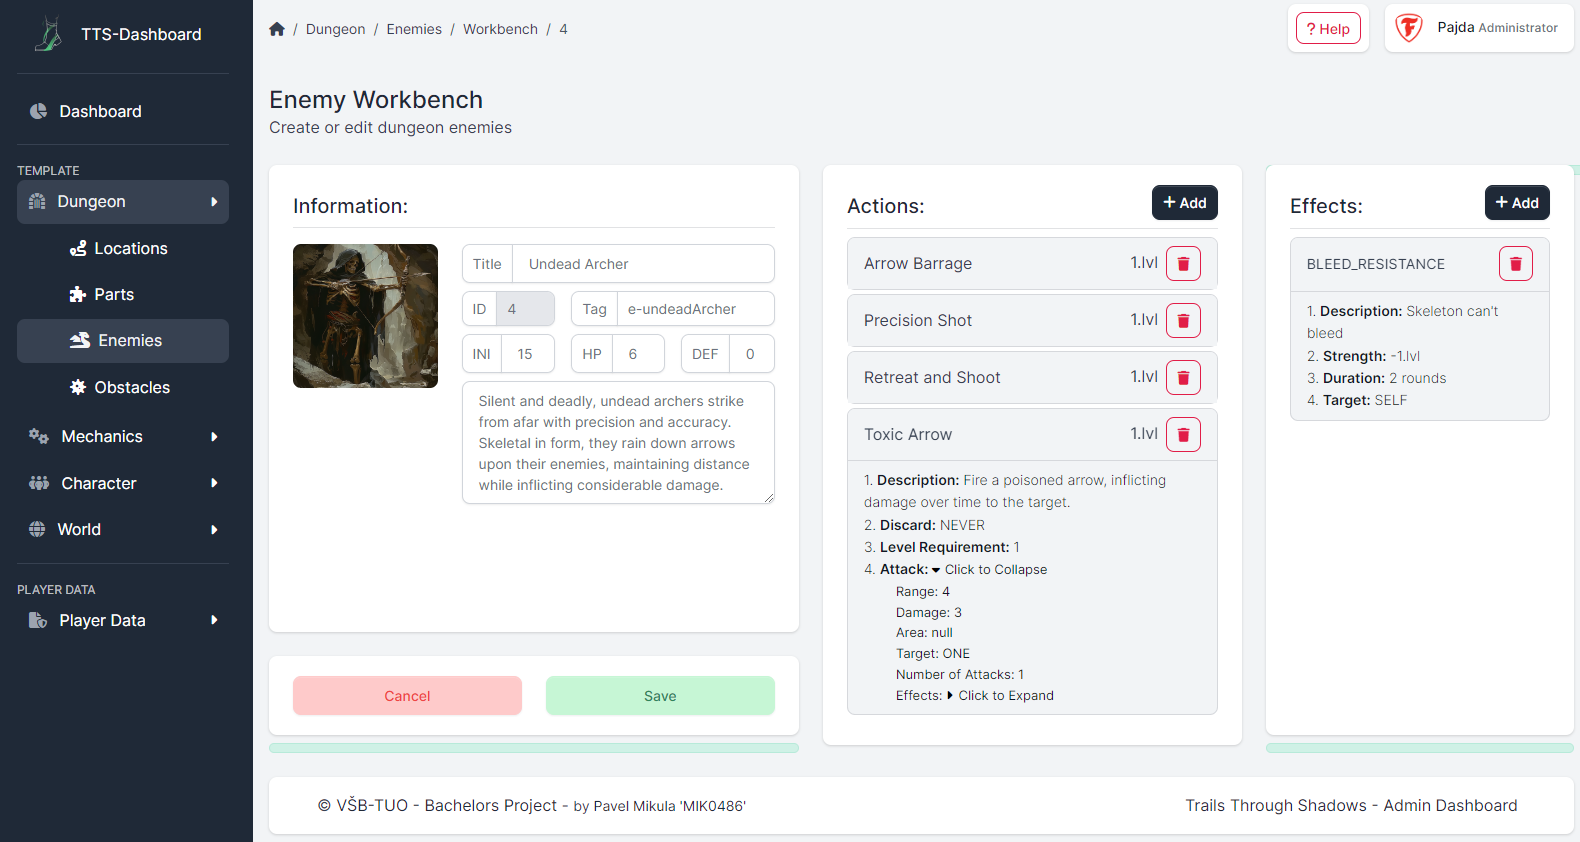 TTS-Dashboard
Dashboard
TEMPLATE
Dungeon
Locations
Parts
Enemies
Obstacles
Mechanics
Character
World
PLAYER DATA
Player Data
/ Dungeon / Enemies / Workbench / 4
? Help
Pajda Administrator
Enemy Workbench
Create or edit dungeon enemies
Information:
Title Undead Archer
ID 4 Tag e-undeadArcher
INI 15 HP 6 DEF 0
Silent and deadly, undead archers strike
from afar with precision and accuracy.
Skeletal in form, they rain down arrows
upon their enemies, maintaining distance
while inflicting considerable damage.
Cancel Save
Actions:
+ Add
Arrow Barrage 1.lvl
Precision Shot 1.lvl
Retreat and Shoot 1.lvl
Toxic Arrow 1.lvl
1. Description: Fire a poisoned arrow, inflicting
damage over time to the target.
2. Discard: NEVER
3. Level Requirement: 1
4. Attack: Click to Collapse
Range: 4
Damage: 3
Area: null
Target: ONE
Number of Attacks: 1
Effects: Click to Expand
Effects:
+ Add
BLEED_RESISTANCE
1. Description: Skeleton can't
bleed
2. Strength: -1.lvl
3. Duration: 2 rounds
4. Target: SELF
© VŠB-TUO - Bachelors Project - by Pavel Mikula 'MIK0486'
Trails Through Shadows - Admin Dashboard